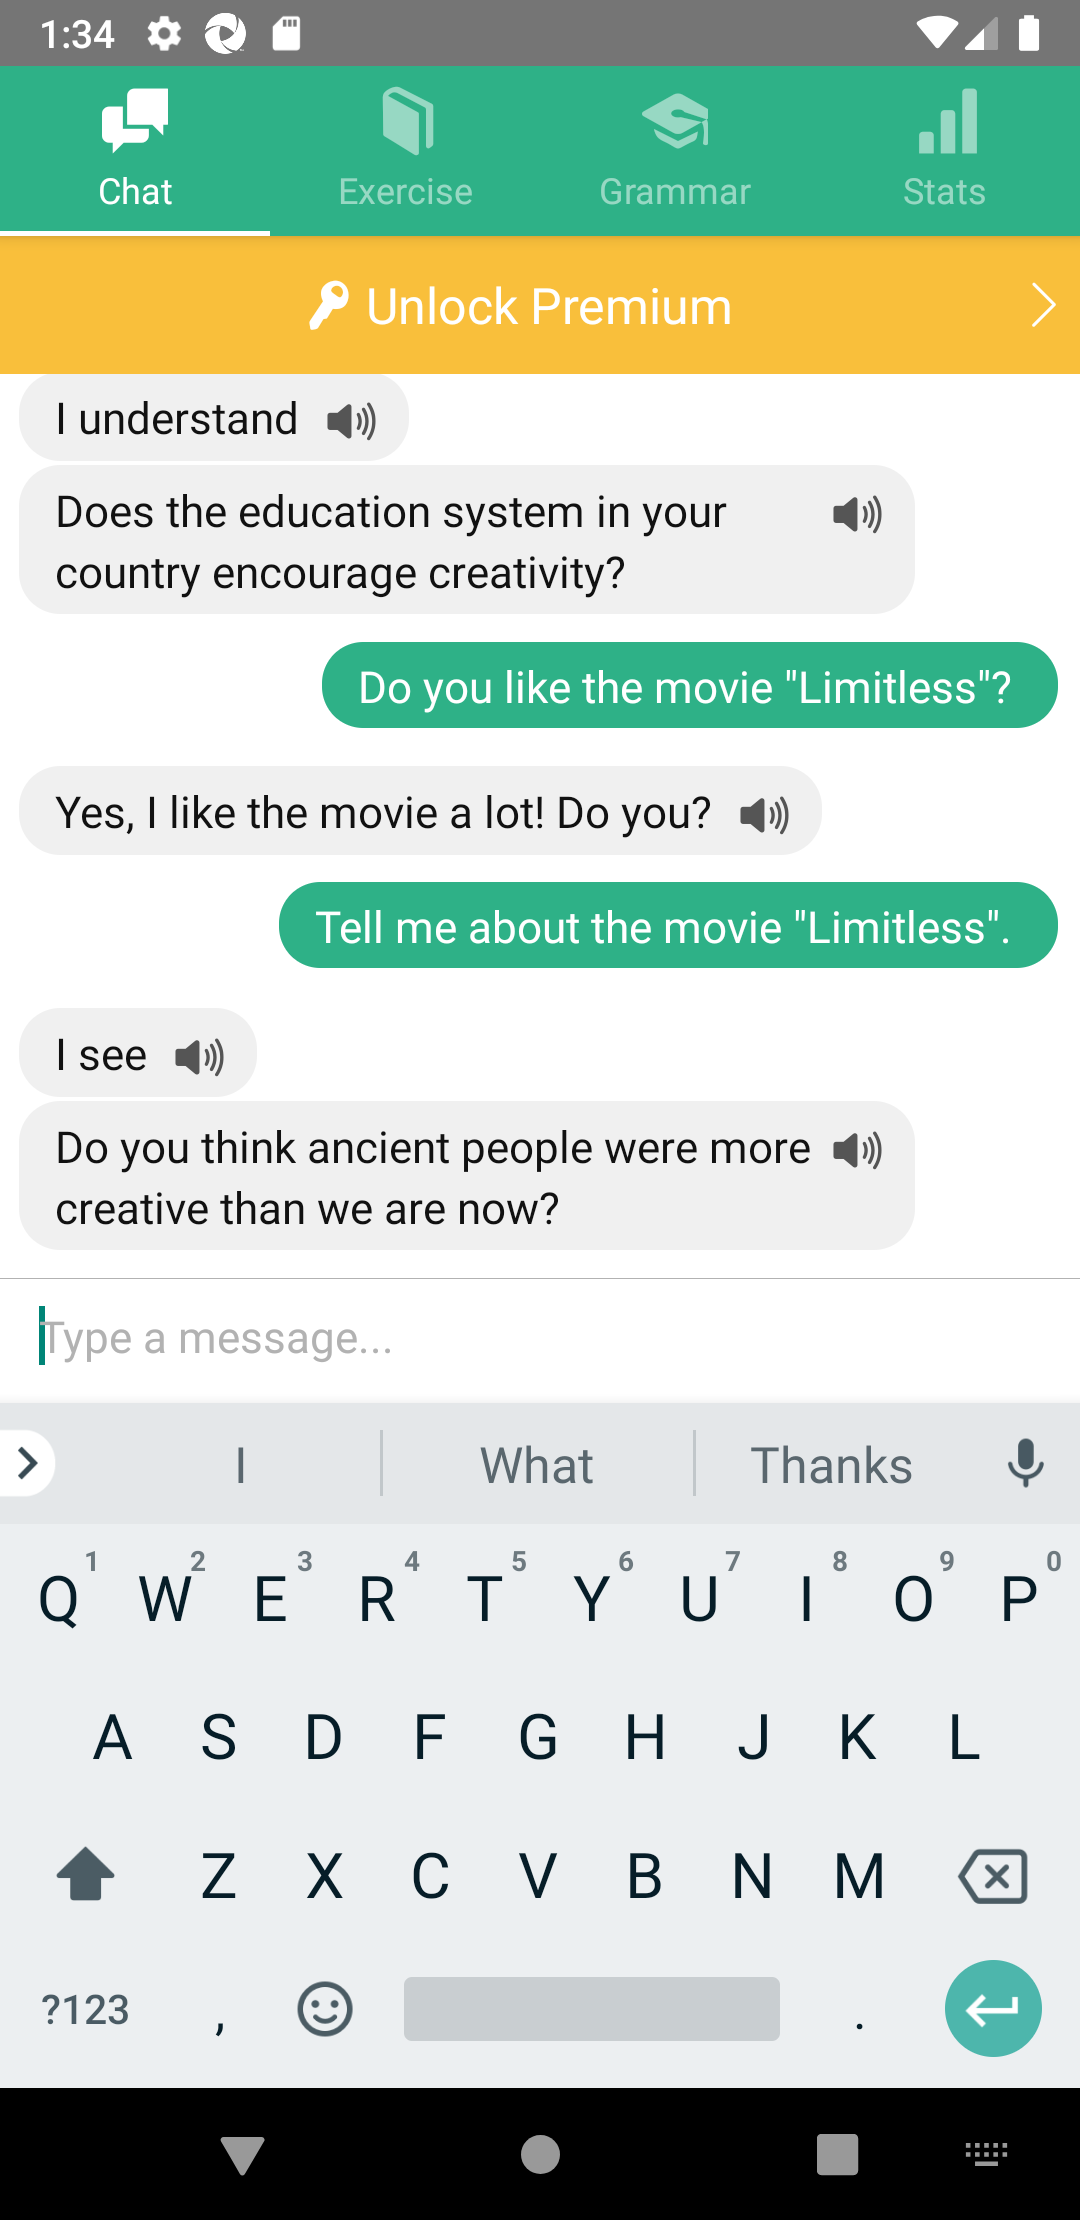 1:34
Chat
Exercise
Grammar
Stats
Unlock Premium
I understand
Does the education system in your
country encourage creativity?
Do you like the movie "Limitless"?
Yes, I like the movie a lot! Do you?
Tell me about the movie "Limitless".
I see
Do you think ancient people were more
creative than we are now?
Type a message...
I What Thanks
1 2 3 4 5 6 7 8 9 0
Q W E R T Y U I O P
A S D F G H J K L
Z X C V B N M
?123 , .